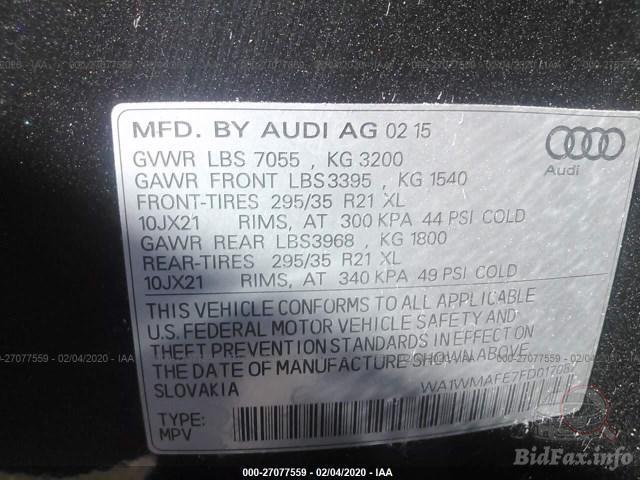 MFD. BY AUDI AG 02 15
GVWR LBS 7055 , KG 3200
GAWR FRONT LBS3395 , KG 1540
FRONT-TIRES 295/35 R21 XL
10JX21 RIMS, AT 300 KPA 44 PSI COLD
GAWR REAR LBS3968 , KG 1800
REAR-TIRES 295/35 R21 XL
10JX21 RIMS, AT 340 KPA 49 PSI COLD
THIS VEHICLE CONFORMS TO ALL APPLICABLE
U.S. FEDERAL MOTOR VEHICLE SAFETY AND
THEFT PREVENTION STANDARDS IN EFFECT ON
THE DATE OF MANUFACTURE SHOWN ABOVE.
SLOVAKIA
TYPE:
MPV
Audi
000-27077559 - 02/04/2020 - IAA
BidFax.info